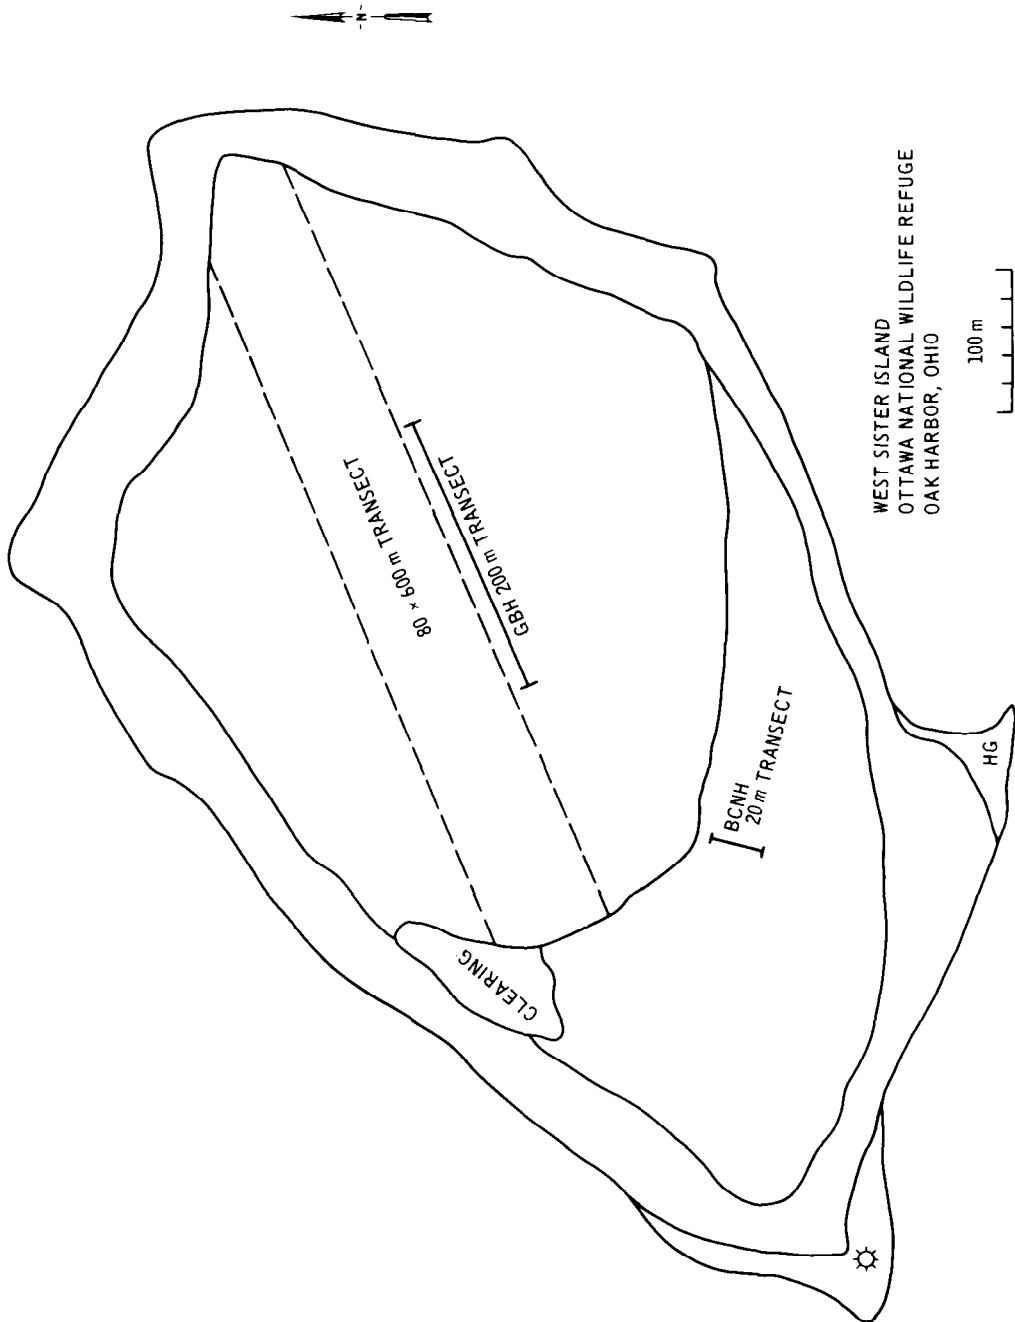 N
80 × 600 m TRANSECT
GBH 200 m TRANSECT
CLEARING
BCNH
20 m TRANSECT
HG
WEST SISTER ISLAND
OTTAWA NATIONAL WILDLIFE REFUGE
OAK HARBOR, OHIO
100 m